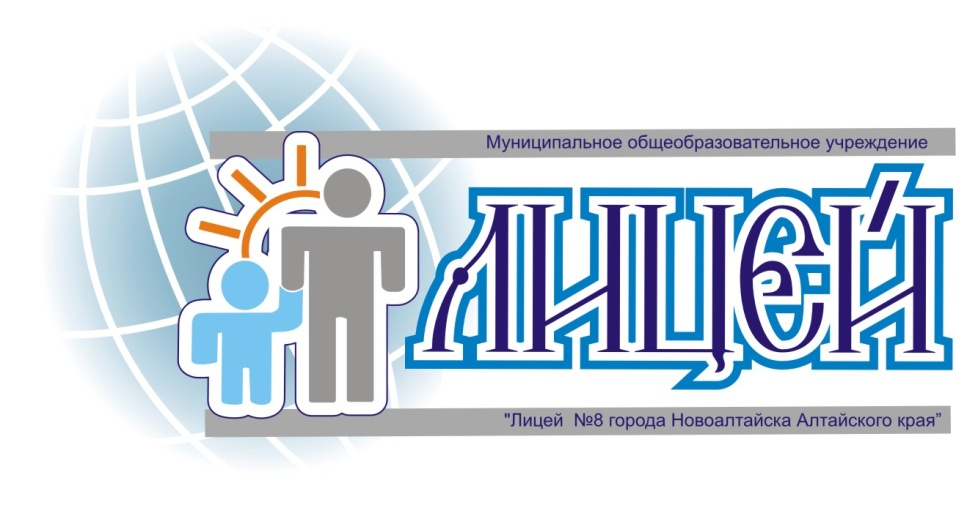 Муниципальное общеобразовательное учреждение
ЛИЦЕЙ
"Лицей №8 города Новоалтайска Алтайского края"